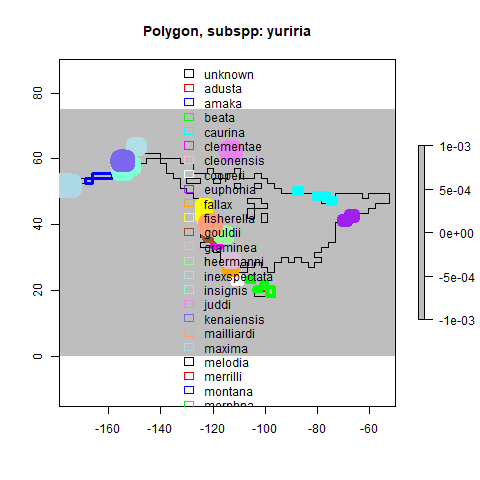 Polygon, subspp: yuriria
unknown
adusta
amaka
beata
caurina
clementae
cleonensis
cooperi
euphonia
fallax
fisherella
gouldii
graminea
heermanni
inexspectata
insignis
juddi
kenaiensis
mailliardi
maxima
melodia
merrilli
montana
morphna
80
60
40
20
0
-160
-140
-120
-100
-80
-60
1e-03
5e-04
0e+00
-5e-04
-1e-03